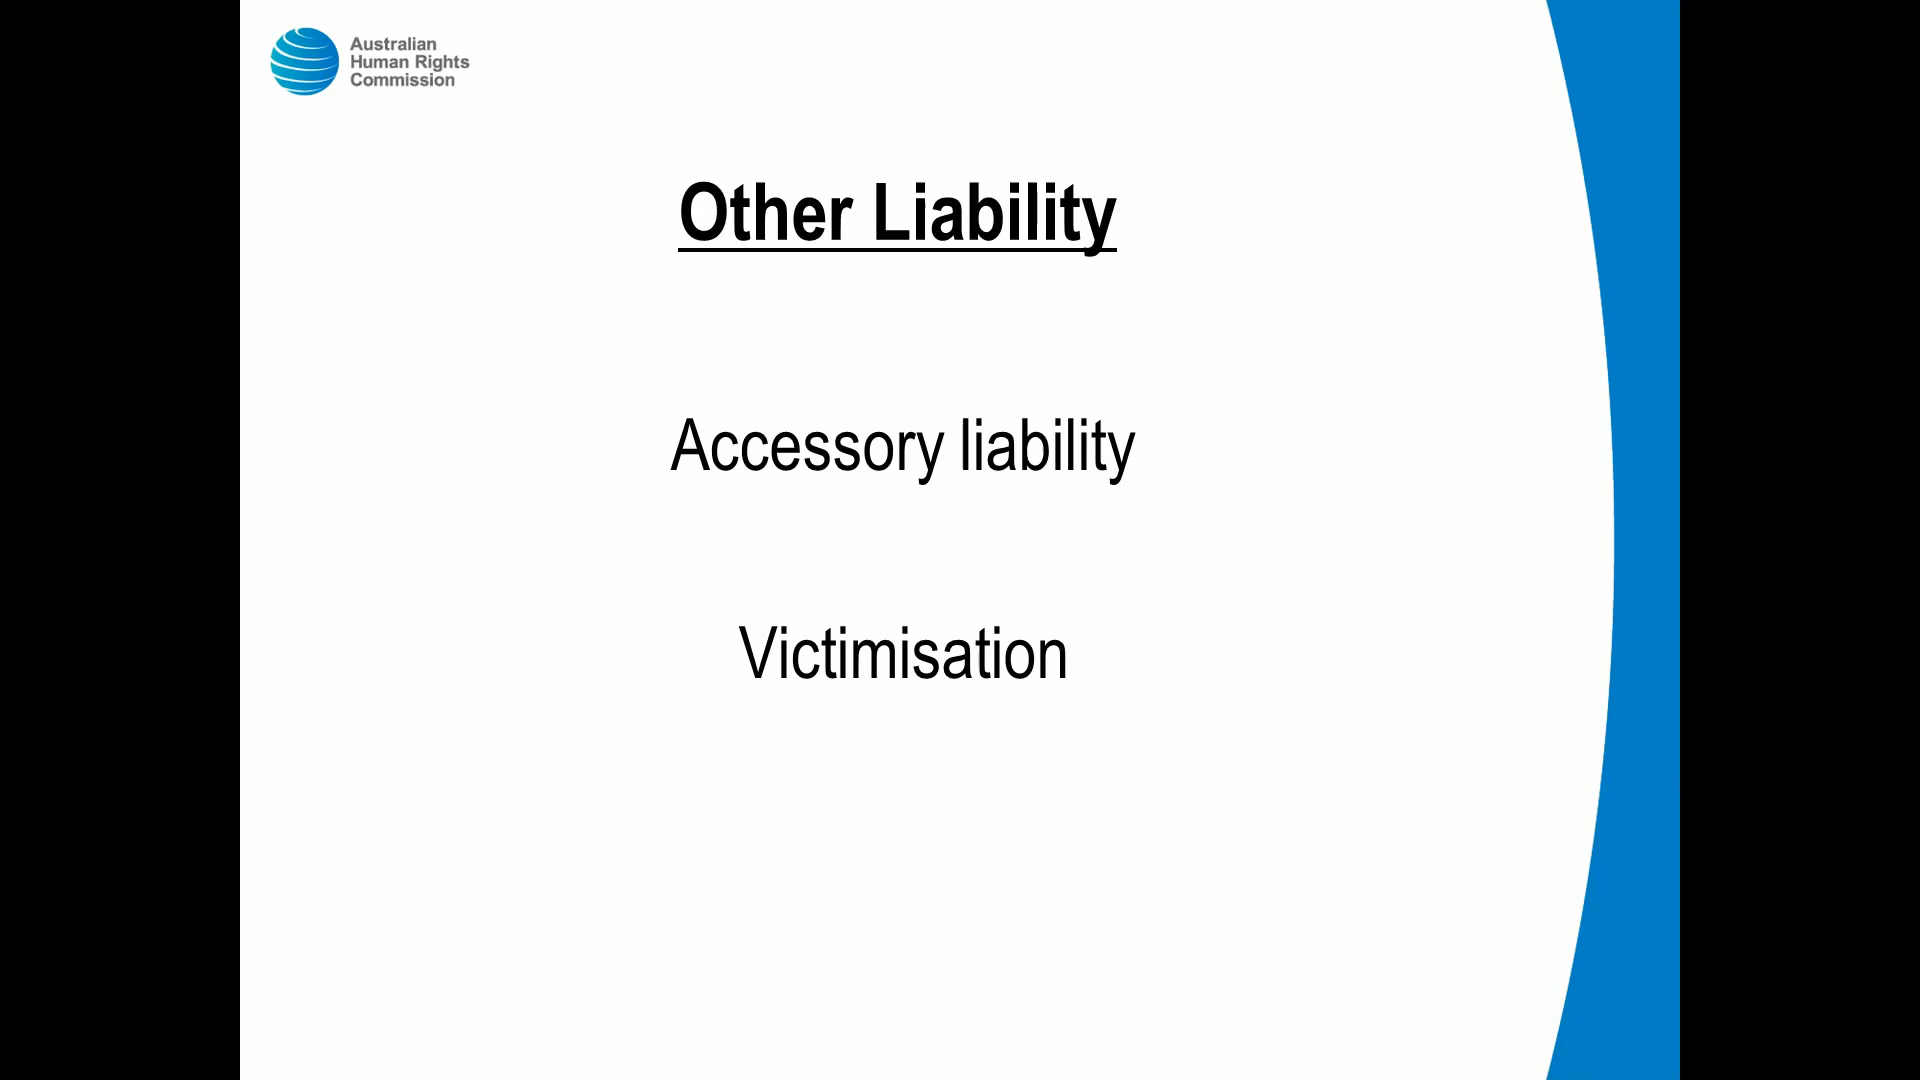 Australian
Human Rights
Commission
Other Liability
Accessory liability
Victimisation